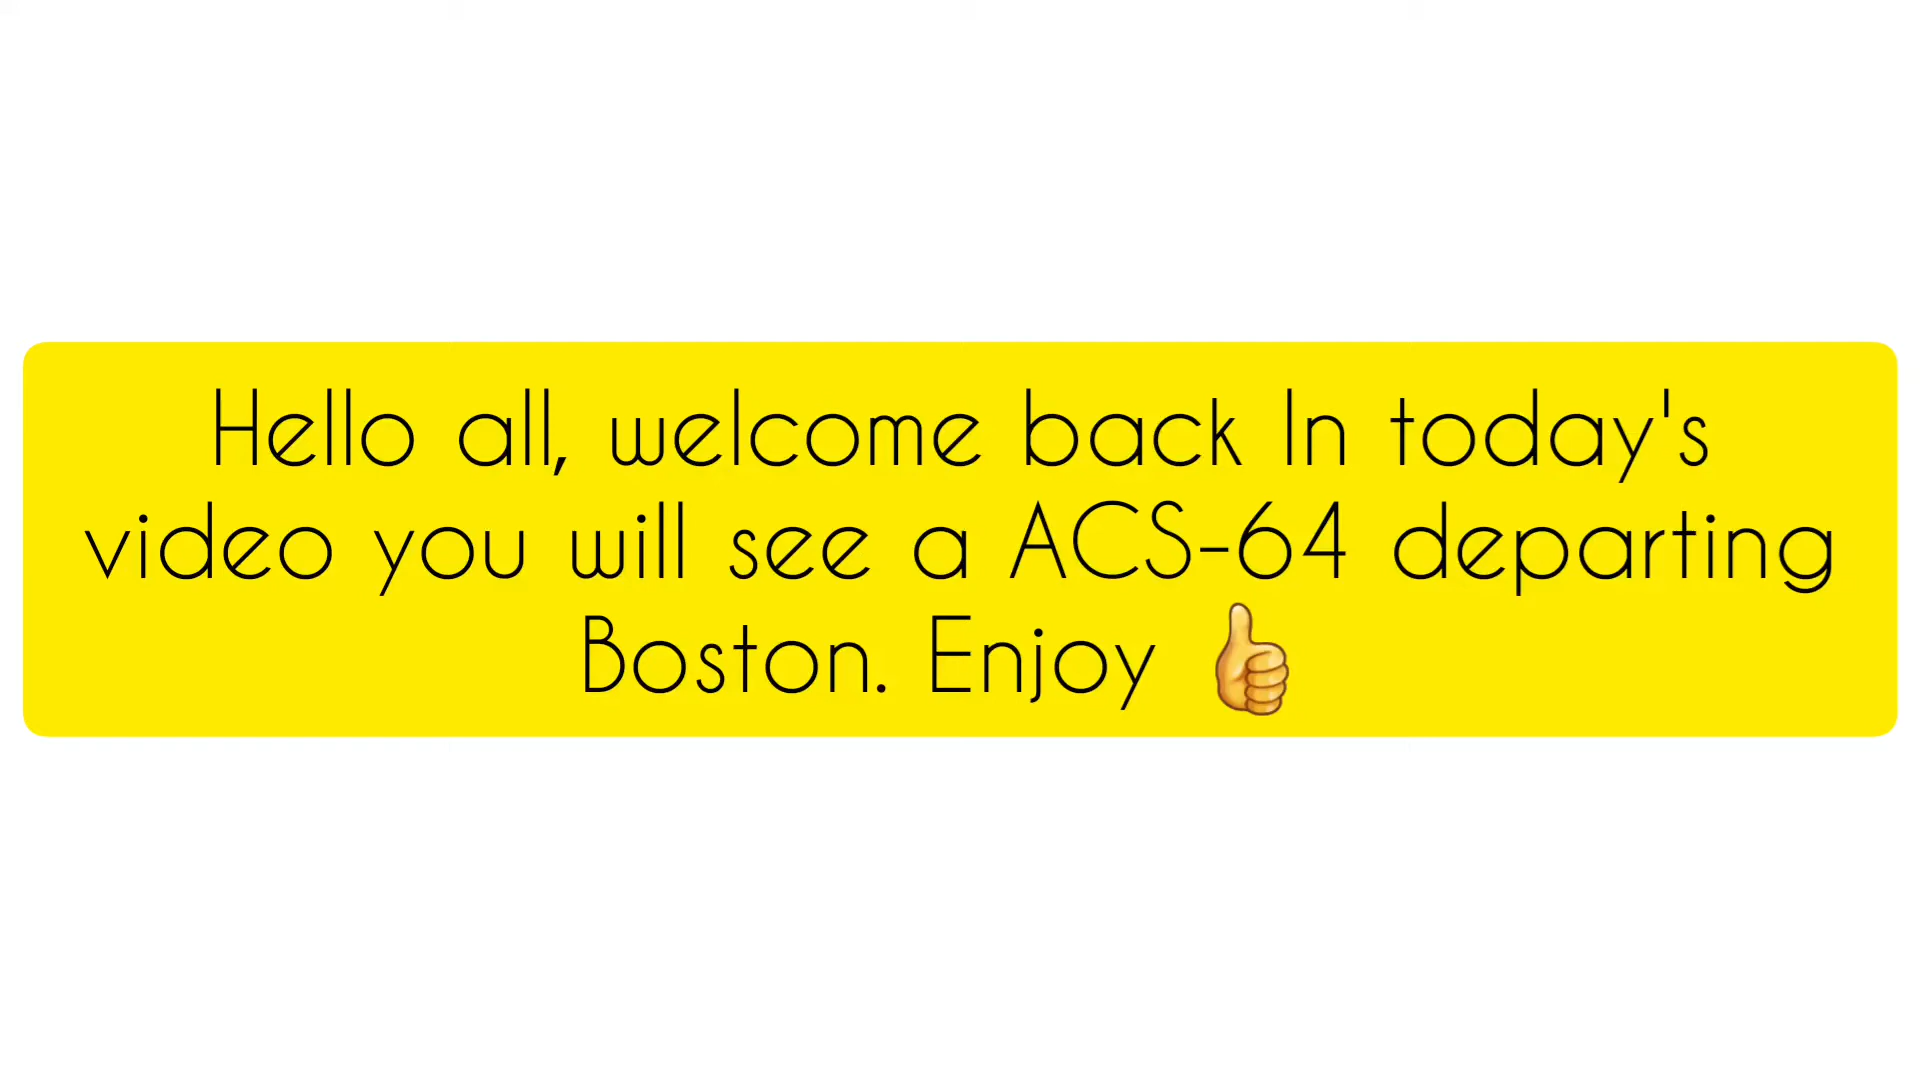 Hello all, welcome back In today's
video you will see a ACS-64 departing
Boston. Enjoy 👍